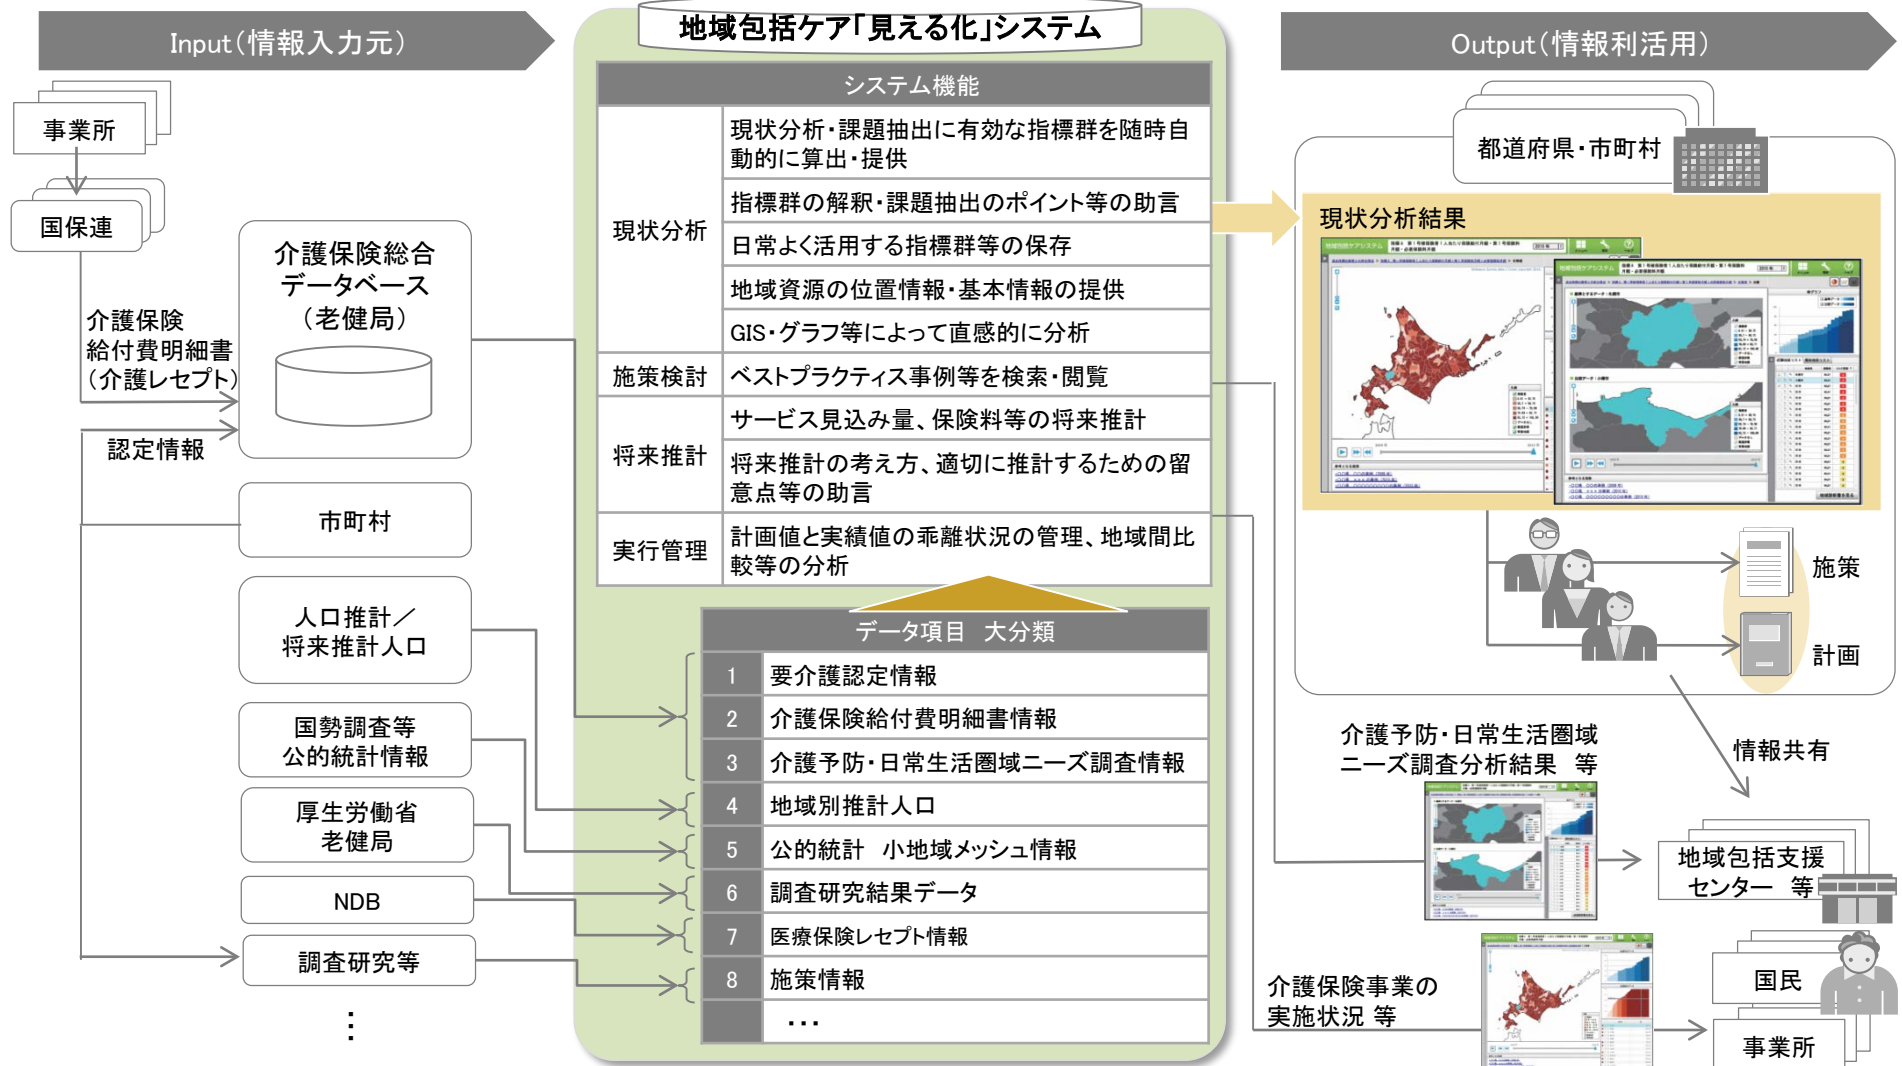 Input（情報入力元）
地域包括ケア「見える化」システム
Output（情報利活用）
事業所
国保連
介護保険
給付費明細書
（介護レセプト）
認定情報
介護保険総合
データベース
（老健局）
市町村
人口推計／
将来推計人口
国勢調査等
公的統計情報
厚生労働省
老健局
NDB
調査研究等
⋮
システム機能
現状分析
現状分析・課題抽出に有効な指標群を随時自
動的に算出・提供
指標群の解釈・課題抽出のポイント等の助言
日常よく活用する指標群等の保存
地域資源の位置情報・基本情報の提供
GIS・グラフ等によって直感的に分析
施策検討
ベストプラクティス事例等を検索・閲覧
将来推計
サービス見込み量、保険料等の将来推計
将来推計の考え方、適切に推計するための留
意点等の助言
実行管理
計画値と実績値の乖離状況の管理、地域間比
較等の分析
データ項目　大分類
1 要介護認定情報
2 介護保険給付費明細書情報
3 介護予防・日常生活圏域ニーズ調査情報
4 地域別推計人口
5 公的統計　小地域メッシュ情報
6 調査研究結果データ
7 医療保険レセプト情報
8 施策情報
・・・
都道府県・市町村
現状分析結果
地域包括ケアシステム
地域包括ケアシステム
施策
計画
情報共有
介護予防・日常生活圏域
ニーズ調査分析結果　等
地域包括支援
センター　等
介護保険事業の
実施状況 等
国民
事業所